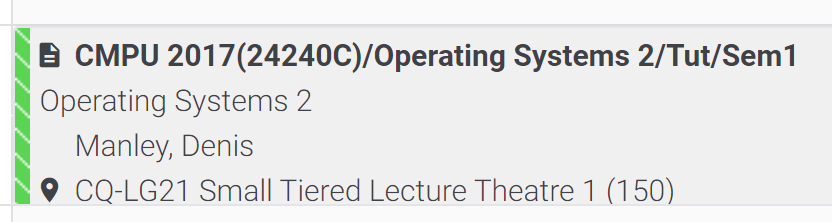 CMPU 2017(24240C)/Operating Systems 2/Tut/Sem1
Operating Systems 2
Manley, Denis
CQ-LG21 Small Tiered Lecture Theatre 1 (150)